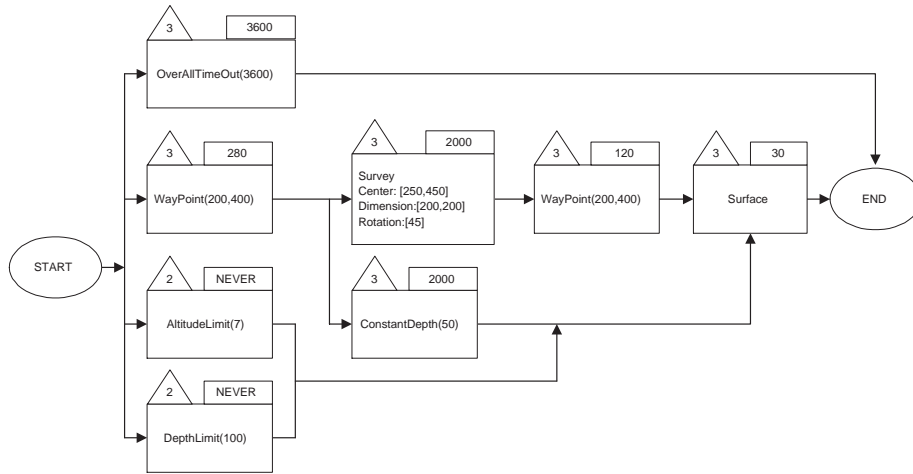 3
3600
OverAllTimeOut(3600)
3
280
WayPoint(200,400)
3
2000
Survey
Center: [250,450]
Dimension:[200,200]
Rotation:[45]
3
120
WayPoint(200,400)
3
30
Surface
END
START
2
NEVER
AltitudeLimit(7)
3
2000
ConstantDepth(50)
2
NEVER
DepthLimit(100)